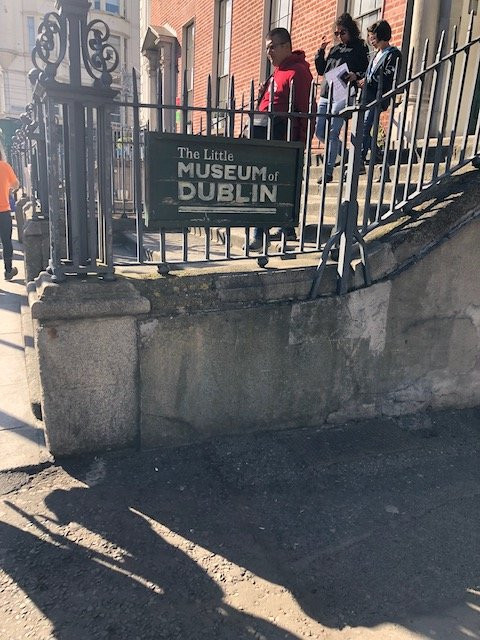 The Little
MUSEUM of
DUBLIN